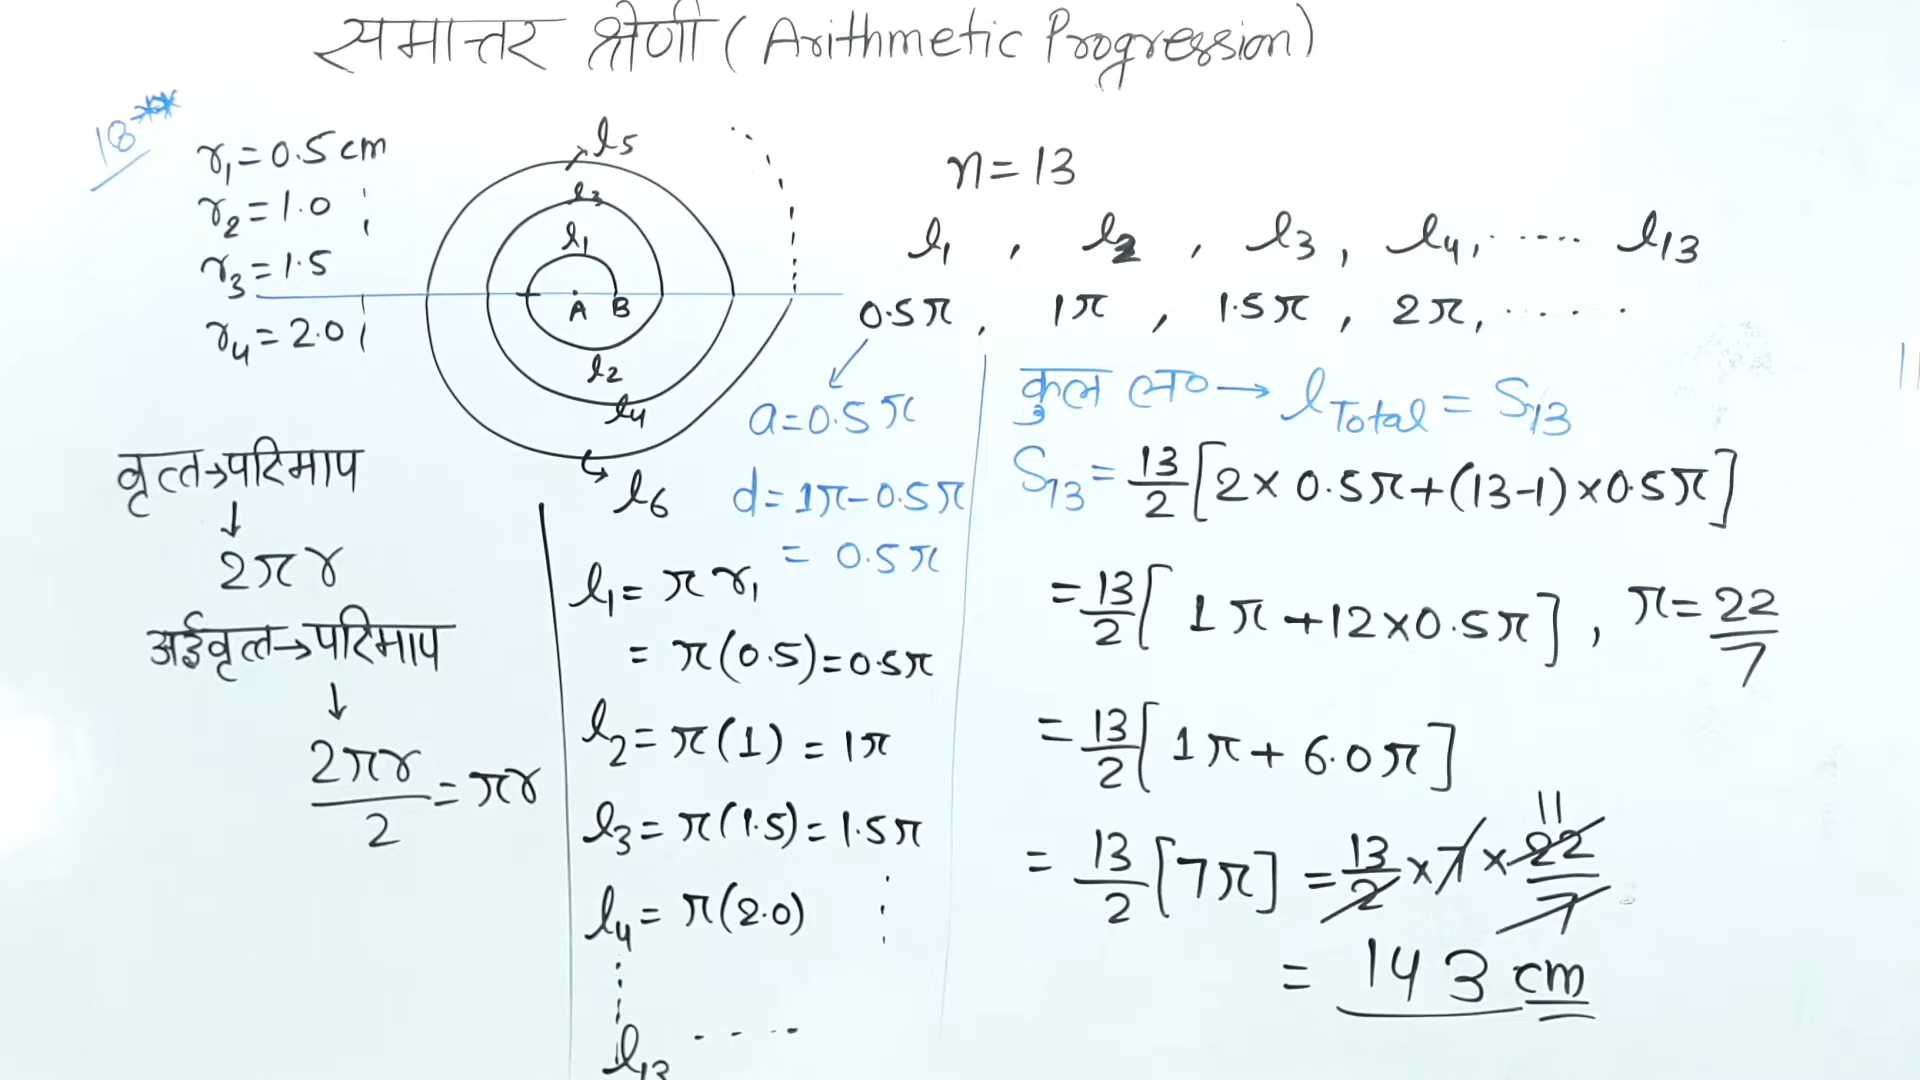 समान्तर श्रेणी (Arithmetic Progression)
18**
r₁ = 0.5 cm
r₂ = 1.0
r₃ = 1.5
r₄ = 2.0
l₅
l₃
l₁
A B
l₂
l₄
l₆
वृत्त → परिमाप
↓
2πr
अर्द्धवृत्त → परिमाप
↓
2πr/2 = πr
l₁ = πr₁
= π(0.5) = 0.5π
l₂ = π(1) = 1π
l₃ = π(1.5) = 1.5π
l₄ = π(2.0)
l₁₃ ----
n = 13
l₁ , l₂ , l₃ , l₄, ...... l₁₃
0.5π , 1π , 1.5π , 2π, ......
a = 0.5π
d = 1π - 0.5π
= 0.5π
कुल ल० → l Total = S₁₃
S₁₃ = 13/2 [2 × 0.5π + (13-1) × 0.5π]
= 13/2 [1π + 12 × 0.5π] , π = 22/7
= 13/2 [1π + 6.0π]
= 13/2 [7π] = 13/2 × 7 × 22/7 11
= 143 cm